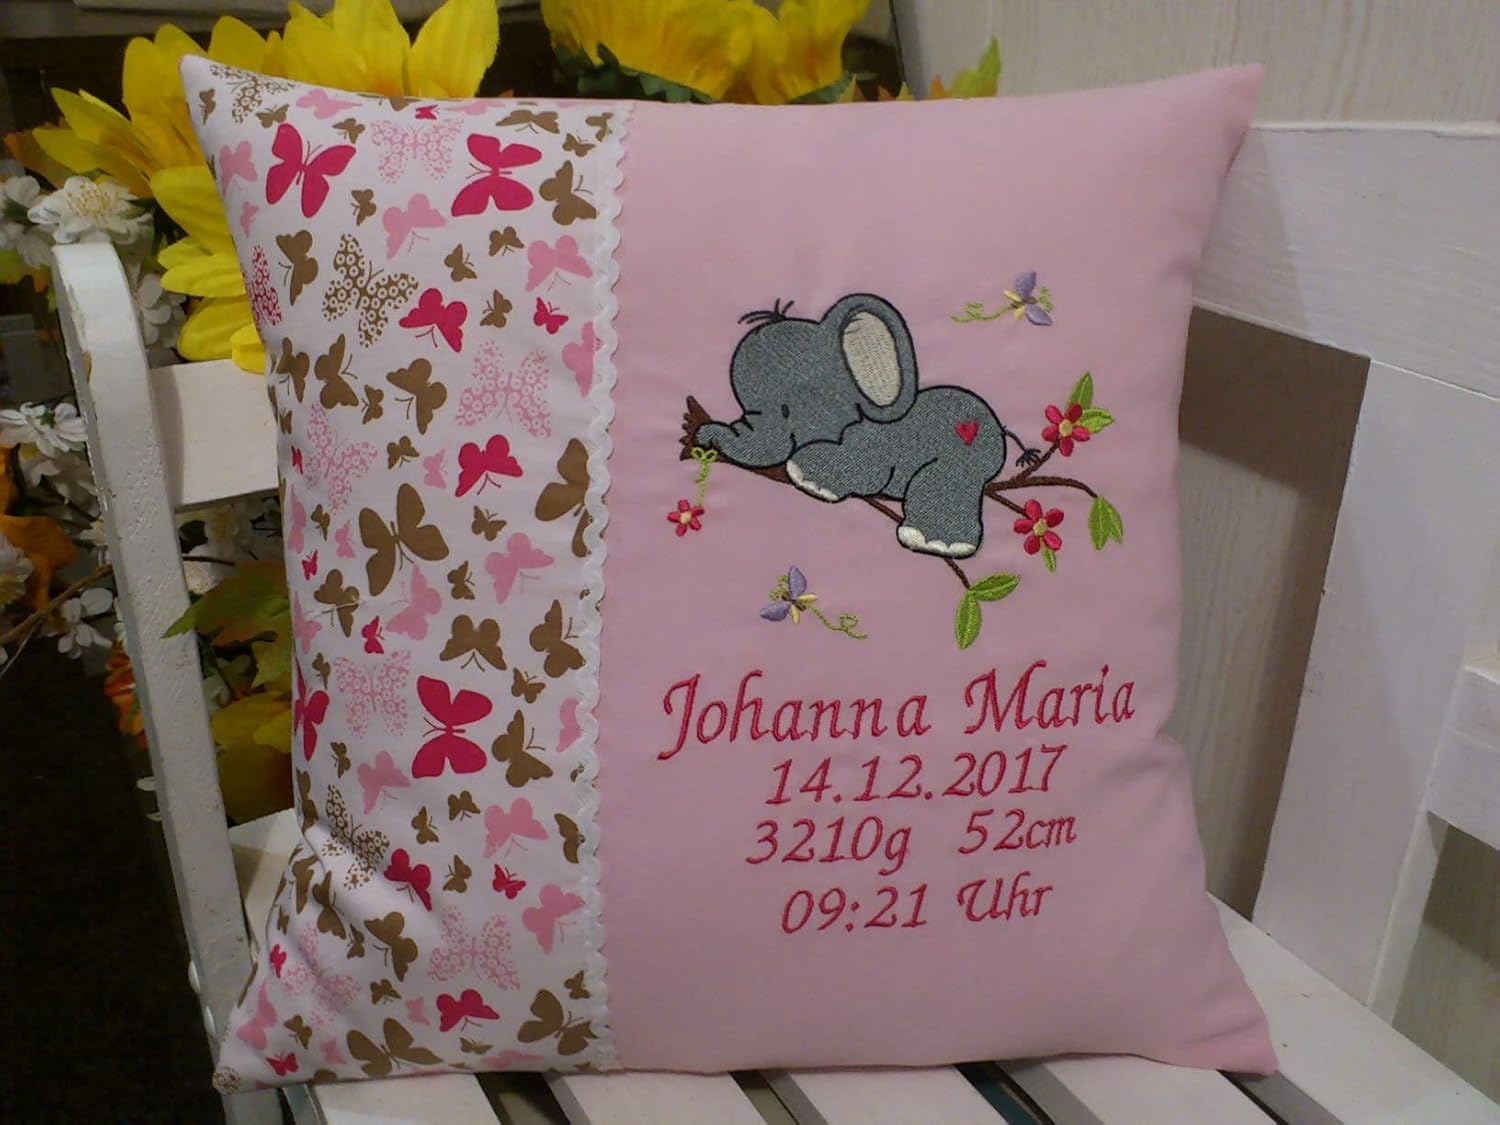 Johanna Maria
14.12.2017
3210g 52cm
09:21 Uhr